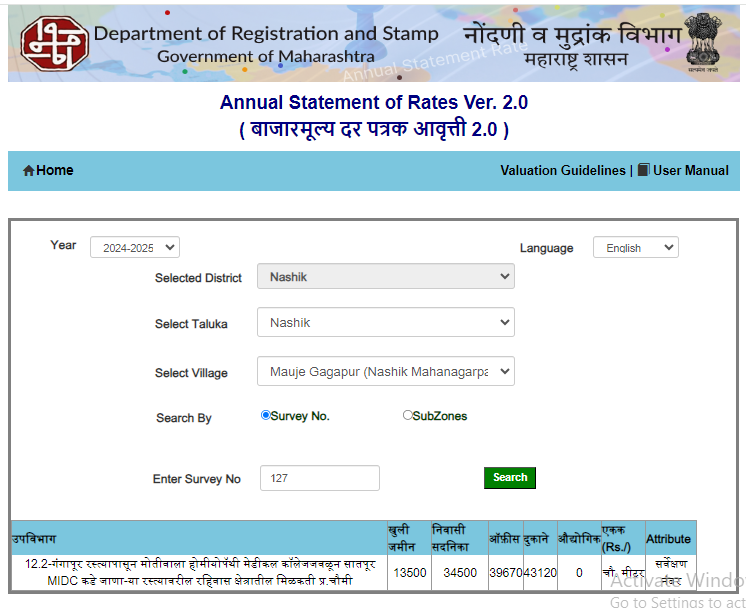 Department of Registration and Stamp
Government of Maharashtra
नोंदणी व मुद्रांक विभाग
महाराष्ट्र शासन
सत्यमेव जयते
Annual Statement Rate
Annual Statement of Rates Ver. 2.0
( बाजारमूल्य दर पत्रक आवृत्ती 2.0 )
Home
Valuation Guidelines | User Manual
Year 2024-2025 Language English
Selected District Nashik
Select Taluka Nashik
Select Village Mauje Gagapur (Nashik Mahanagarpa
Search By Survey No. SubZones
Enter Survey No 127 Search
उपविभाग खुली जमीन निवासी सदनिका ऑफ़ीस दुकाने औद्योगिक एकक (Rs./) Attribute
12.2-गंगापूर रस्त्यापासून मोतीवाला होमीयोपॅथी मेडीकल कॉलेजजवळून सातपूर
MIDC कडे जाणा-या रस्त्यावरील रहिवास क्षेत्रातील मिळकती प्र.चौमी
13500 34500 39670 43120 0 चौ. मीटर सर्वेक्षण नंबर
Activate Windo
Go to Settings to act